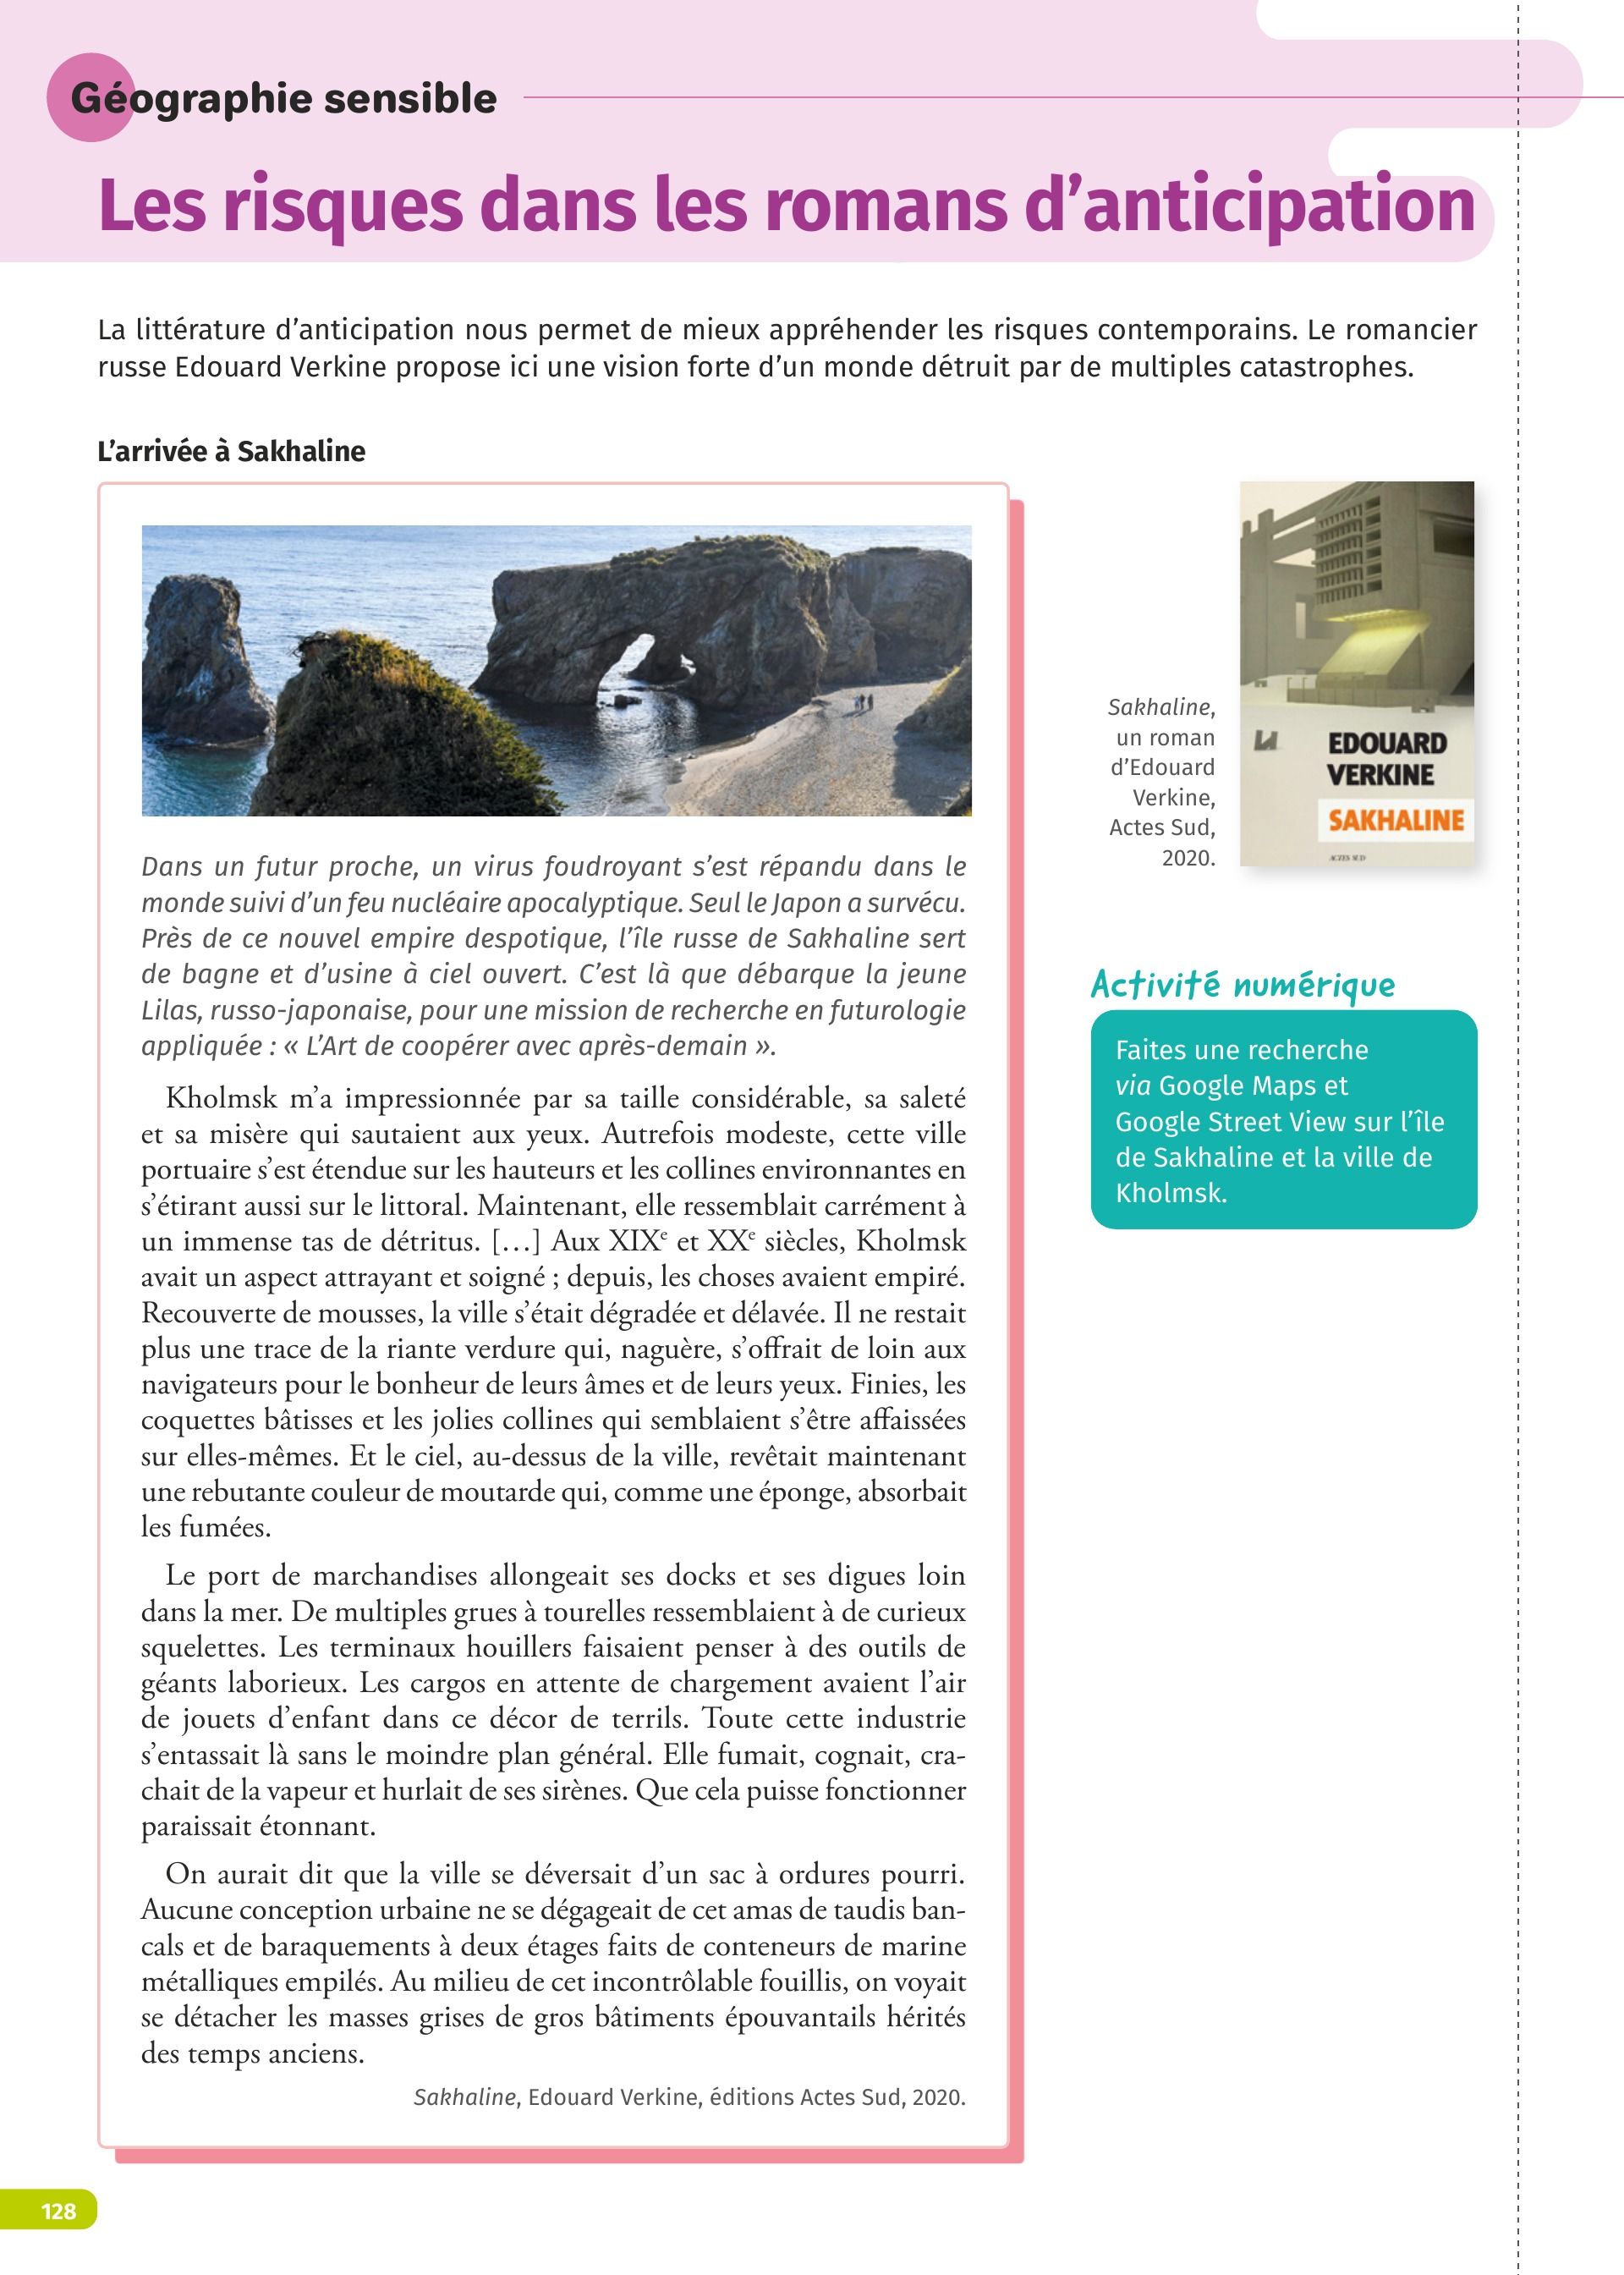 Géographie sensible
Les risques dans les romans d’anticipation
La littérature d’anticipation nous permet de mieux appréhender les risques contemporains. Le romancier
russe Edouard Verkine propose ici une vision forte d’un monde détruit par de multiples catastrophes.
L’arrivée à Sakhaline
Dans un futur proche, un virus foudroyant s’est répandu dans le
monde suivi d’un feu nucléaire apocalyptique. Seul le Japon a survécu.
Près de ce nouvel empire despotique, l’île russe de Sakhaline sert
de bagne et d’usine à ciel ouvert. C’est là que débarque la jeune
Lilas, russo-japonaise, pour une mission de recherche en futurologie
appliquée : « L’Art de coopérer avec après-demain ».
Kholmsk m’a impressionnée par sa taille considérable, sa saleté
et sa misère qui sautaient aux yeux. Autrefois modeste, cette ville
portuaire s’est étendue sur les hauteurs et les collines environnantes en
s’étirant aussi sur le littoral. Maintenant, elle ressemblait carrément à
un immense tas de détritus. […] Aux XIXe et XXe siècles, Kholmsk
avait un aspect attrayant et soigné ; depuis, les choses avaient empiré.
Recouverte de mousses, la ville s’était dégradée et délavée. Il ne restait
plus une trace de la riante verdure qui, naguère, s’offrait de loin aux
navigateurs pour le bonheur de leurs âmes et de leurs yeux. Finies, les
coquettes bâtisses et les jolies collines qui semblaient s’être affaissées
sur elles-mêmes. Et le ciel, au-dessus de la ville, revêtait maintenant
une rebutante couleur de moutarde qui, comme une éponge, absorbait
les fumées.
Le port de marchandises allongeait ses docks et ses digues loin
dans la mer. De multiples grues à tourelles ressemblaient à de curieux
squelettes. Les terminaux houillers faisaient penser à des outils de
géants laborieux. Les cargos en attente de chargement avaient l’air
de jouets d’enfant dans ce décor de terrils. Toute cette industrie
s’entassait là sans le moindre plan général. Elle fumait, cognait, cra-
chait de la vapeur et hurlait de ses sirènes. Que cela puisse fonctionner
paraissait étonnant.
On aurait dit que la ville se déversait d’un sac à ordures pourri.
Aucune conception urbaine ne se dégageait de cet amas de taudis ban-
cals et de baraquements à deux étages faits de conteneurs de marine
métalliques empilés. Au milieu de cet incontrôlable fouillis, on voyait
se détacher les masses grises de gros bâtiments épouvantails hérités
des temps anciens.
Sakhaline, Edouard Verkine, éditions Actes Sud, 2020.
Sakhaline,
un roman
d’Edouard
Verkine,
Actes Sud,
2020.
EDOUARD
VERKINE
SAKHALINE
ACTES SUD
Activité numérique
Faites une recherche
via Google Maps et
Google Street View sur l’île
de Sakhaline et la ville de
Kholmsk.
128